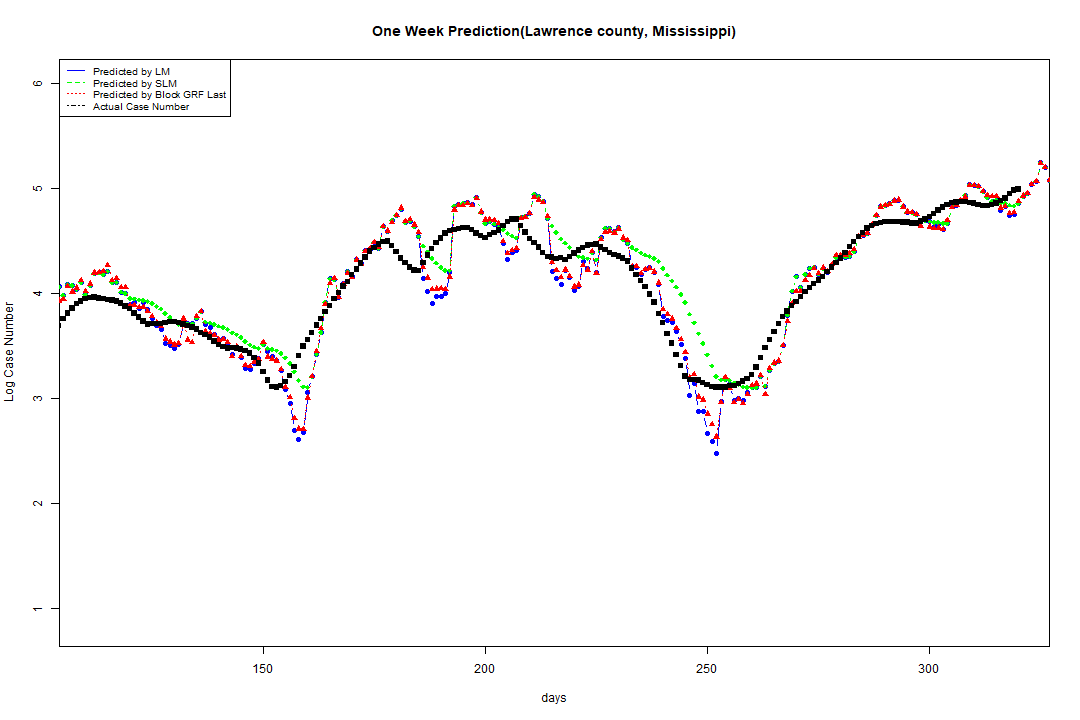 One Week Prediction(Lawrence county, Mississippi)
Predicted by LM
Predicted by SLM
Predicted by Block GRF Last
Actual Case Number
6
5
4
3
2
1
Log Case Number
150
200
250
300
days